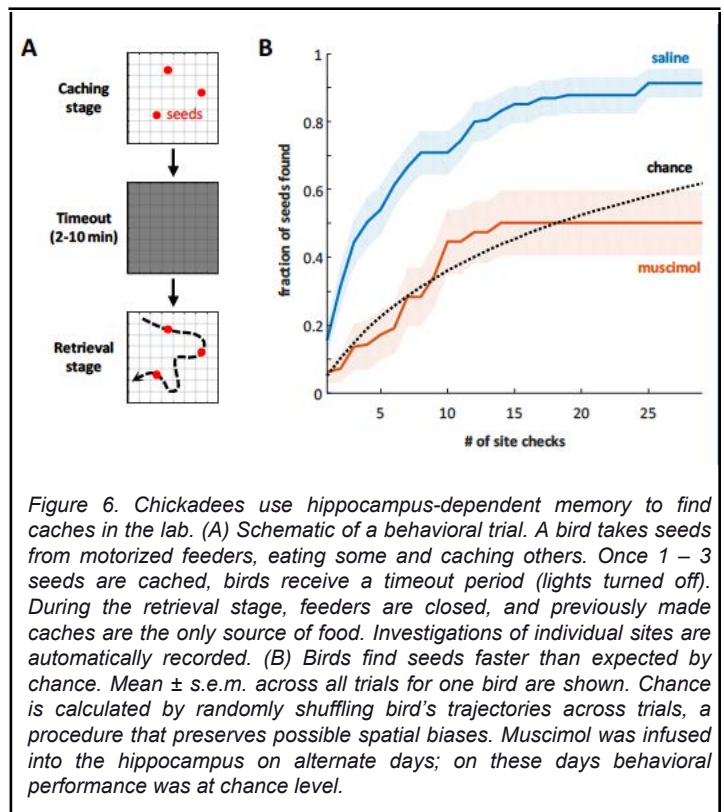 A
Caching
stage
seeds
Timeout
(2-10 min)
Retrieval
stage
B
fraction of seeds found
1
0.8
0.6
0.4
0.2
0
saline
chance
muscimol
5
10
15
20
25
# of site checks
Figure 6. Chickadees use hippocampus-dependent memory to find
caches in the lab. (A) Schematic of a behavioral trial. A bird takes seeds
from motorized feeders, eating some and caching others. Once 1 – 3
seeds are cached, birds receive a timeout period (lights turned off).
During the retrieval stage, feeders are closed, and previously made
caches are the only source of food. Investigations of individual sites are
automatically recorded. (B) Birds find seeds faster than expected by
chance. Mean ± s.e.m. across all trials for one bird are shown. Chance
is calculated by randomly shuffling bird's trajectories across trials, a
procedure that preserves possible spatial biases. Muscimol was infused
into the hippocampus on alternate days; on these days behavioral
performance was at chance level.